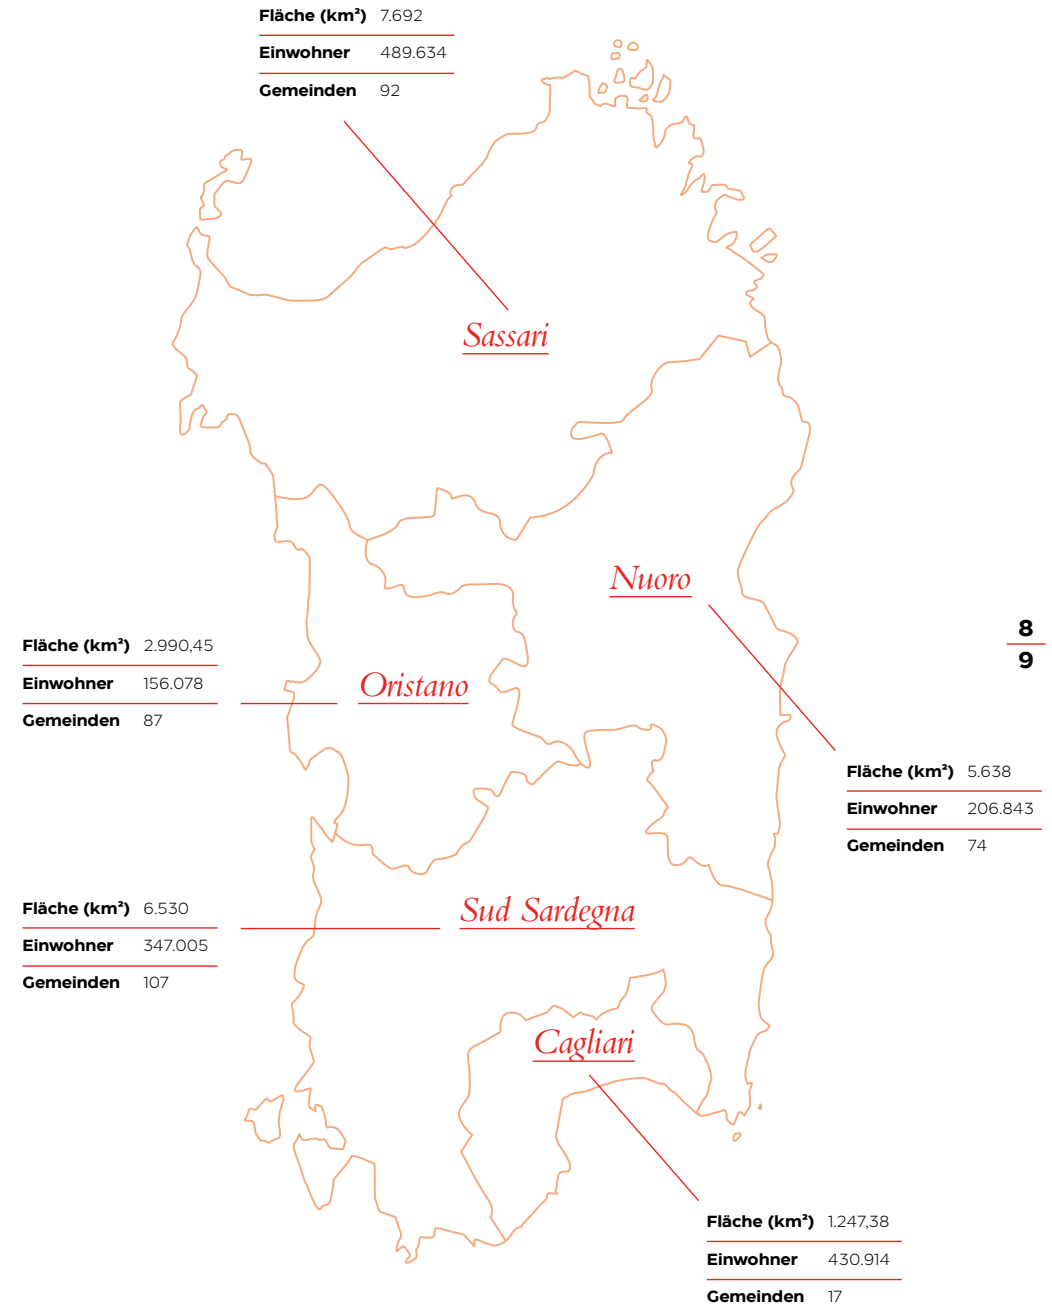 Fläche (km²) 7.692
Einwohner 489.634
Gemeinden 92
Sassari
Nuoro
8
9
Fläche (km²) 2.990,45
Einwohner 156.078
Gemeinden 87
Oristano
Fläche (km²) 5.638
Einwohner 206.843
Gemeinden 74
Fläche (km²) 6.530
Einwohner 347.005
Gemeinden 107
Sud Sardegna
Cagliari
Fläche (km²) 1.247,38
Einwohner 430.914
Gemeinden 17